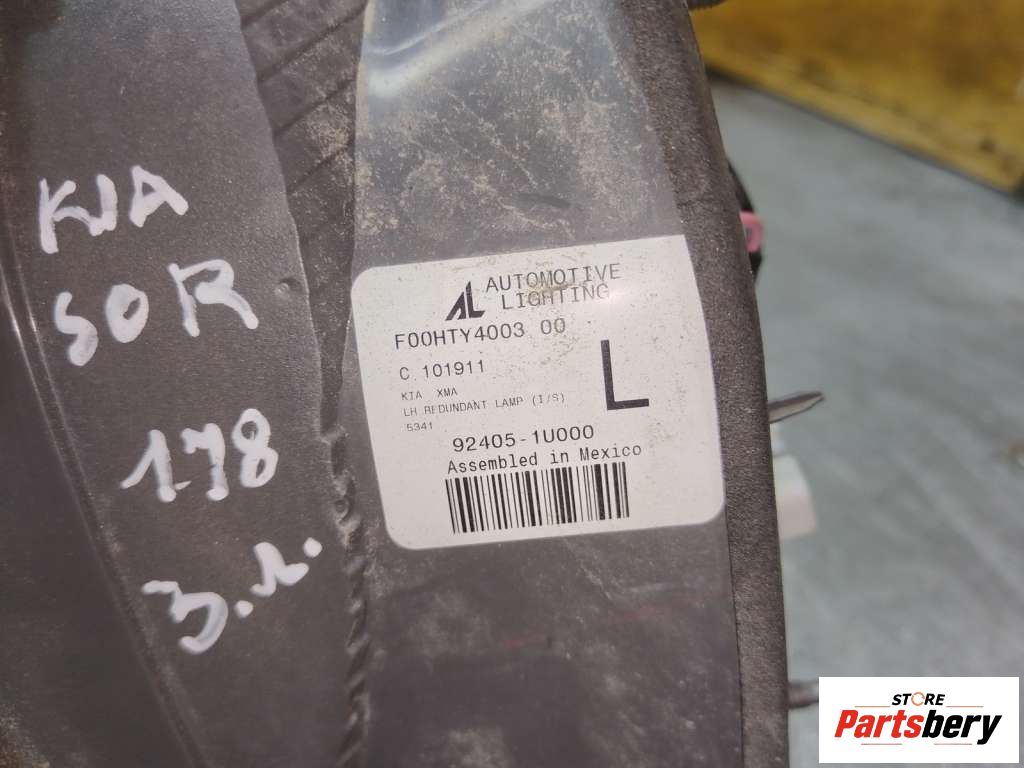 KIA
SOR
178
З.л.
AL AUTOMOTIVE
LIGHTING
F00HTY4003 00
C 101911
KIA XMA
LH REDUNDANT LAMP (I/S)
5341
L
92405-1U000
Assembled in Mexico
STORE
Partsbery